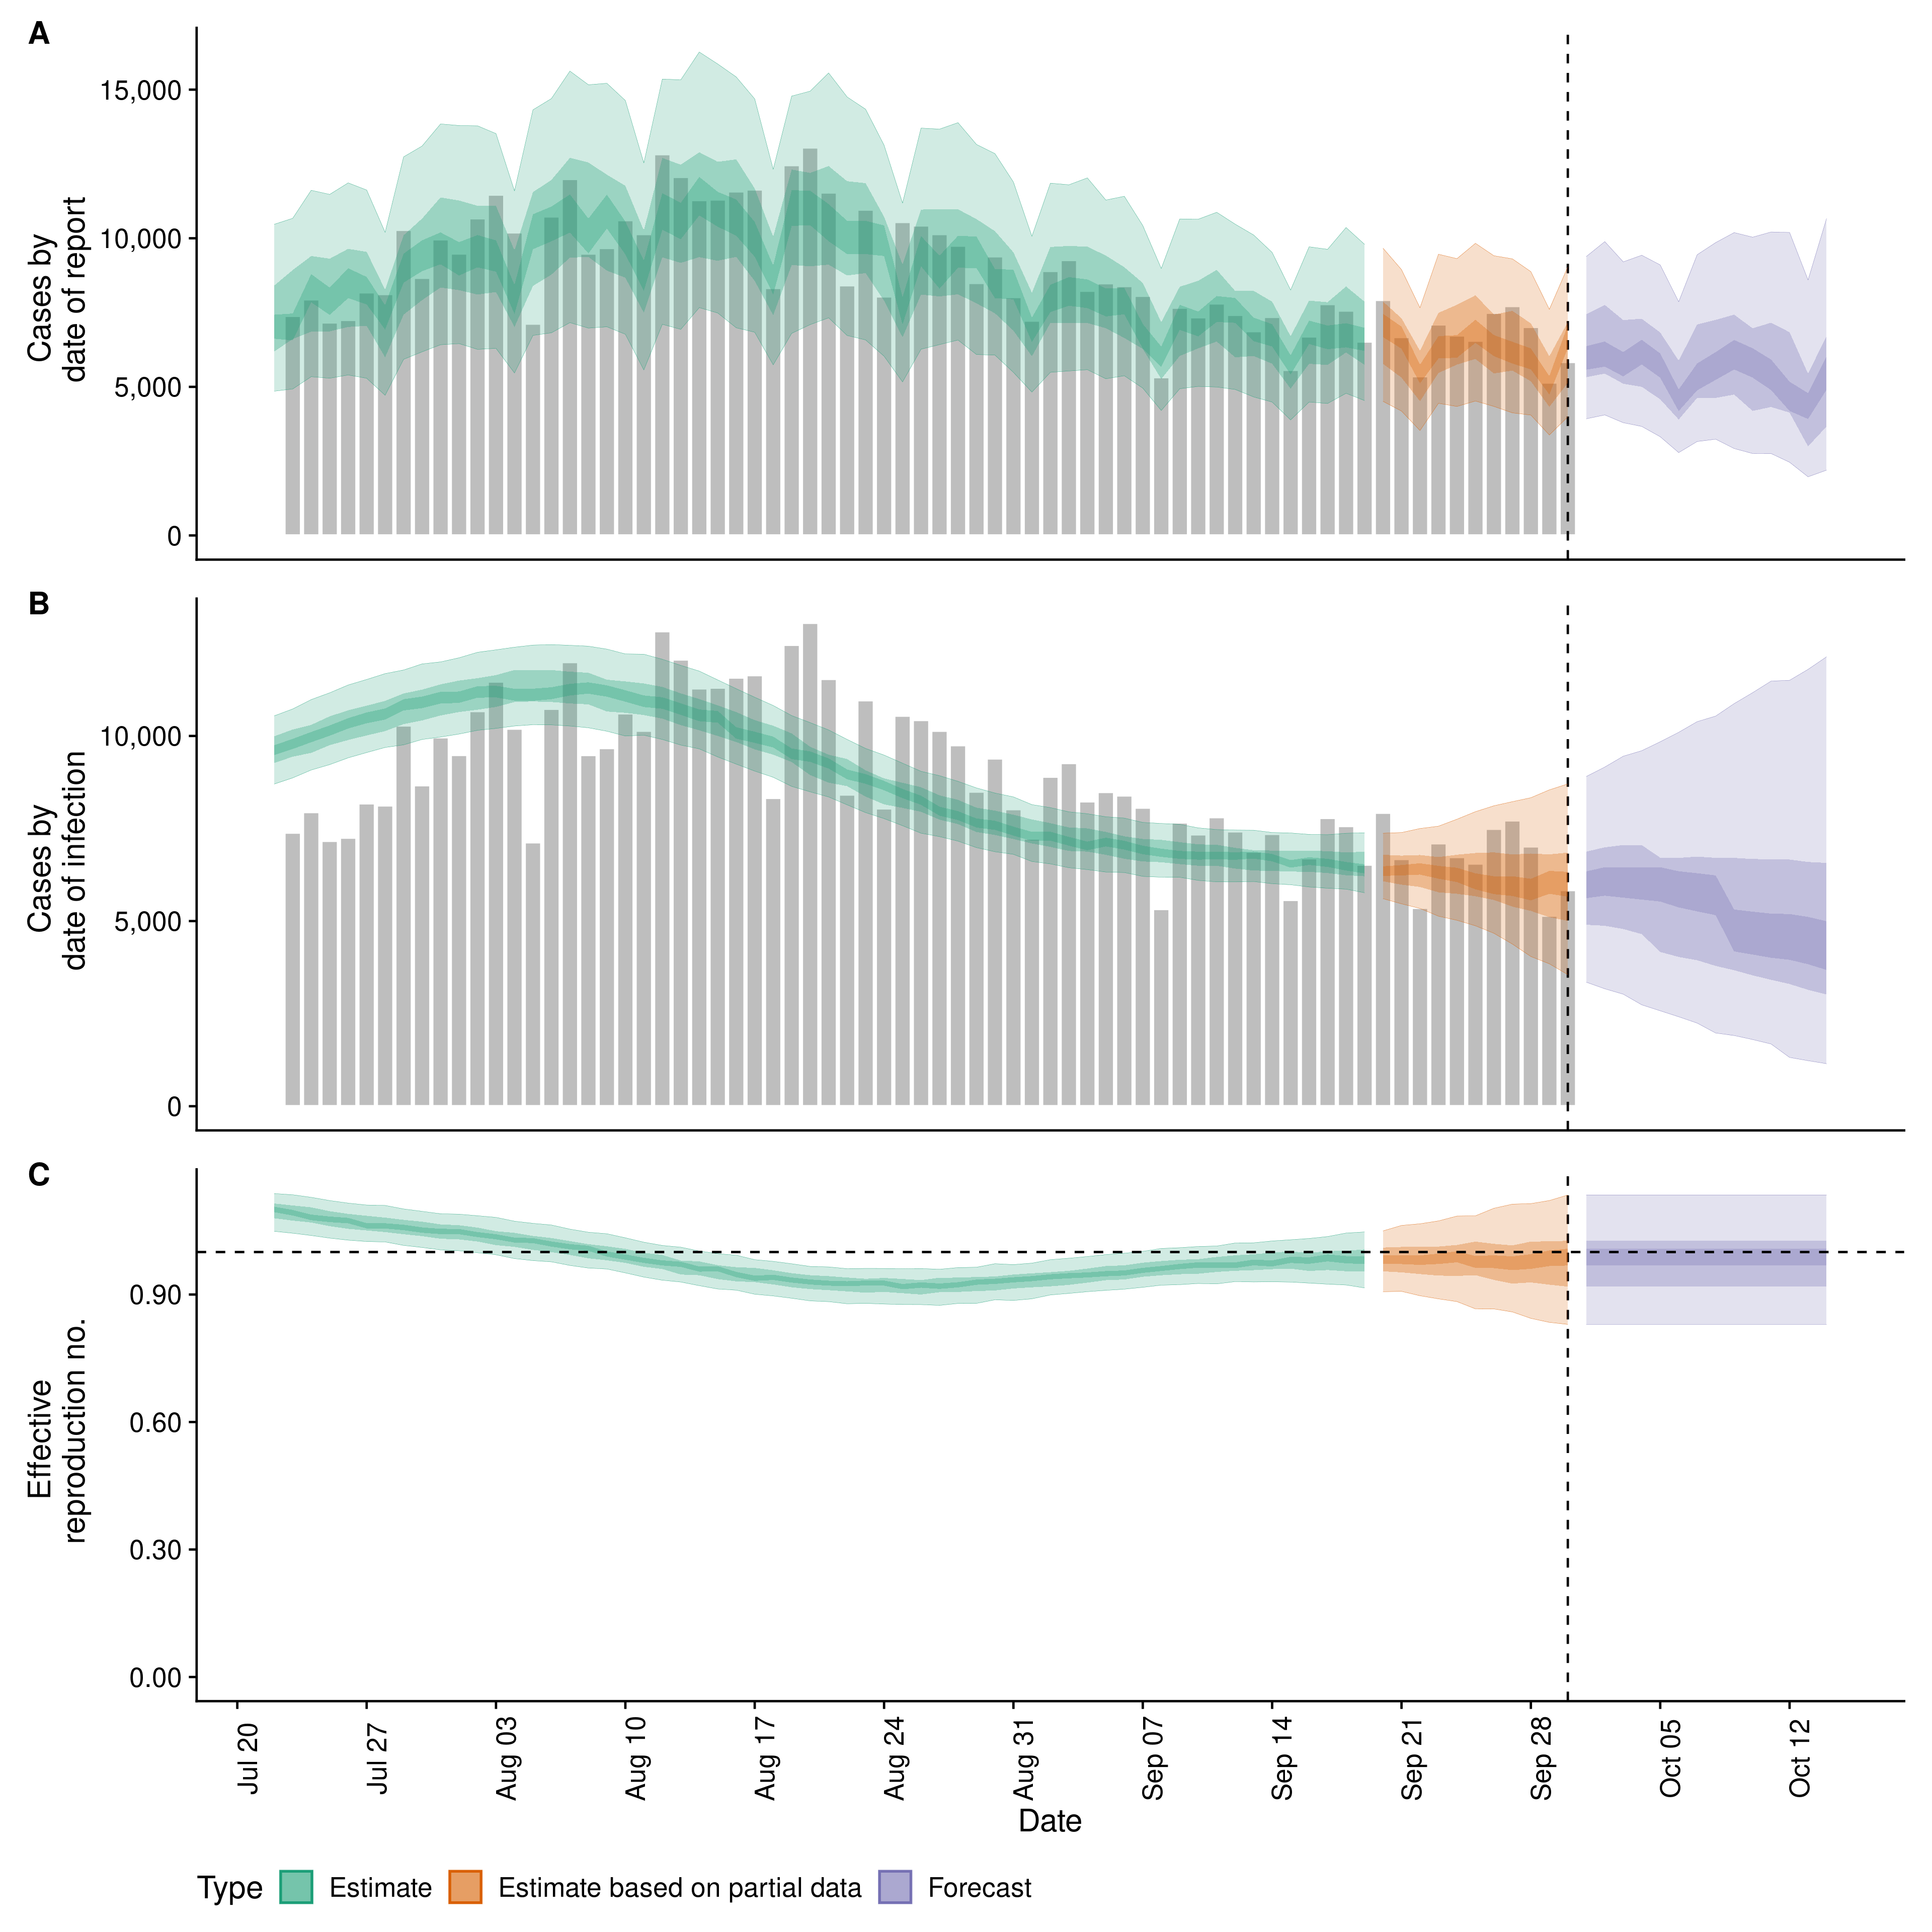 A
15,000
10,000
5,000
0
Cases by
date of report
B
10,000
5,000
0
Cases by
date of infection
C
0.90
0.60
0.30
0.00
Effective
reproduction no.
Jul 20
Jul 27
Aug 03
Aug 10
Aug 17
Aug 24
Aug 31
Sep 07
Sep 14
Sep 21
Sep 28
Oct 05
Oct 12
Date
Type Estimate Estimate based on partial data Forecast